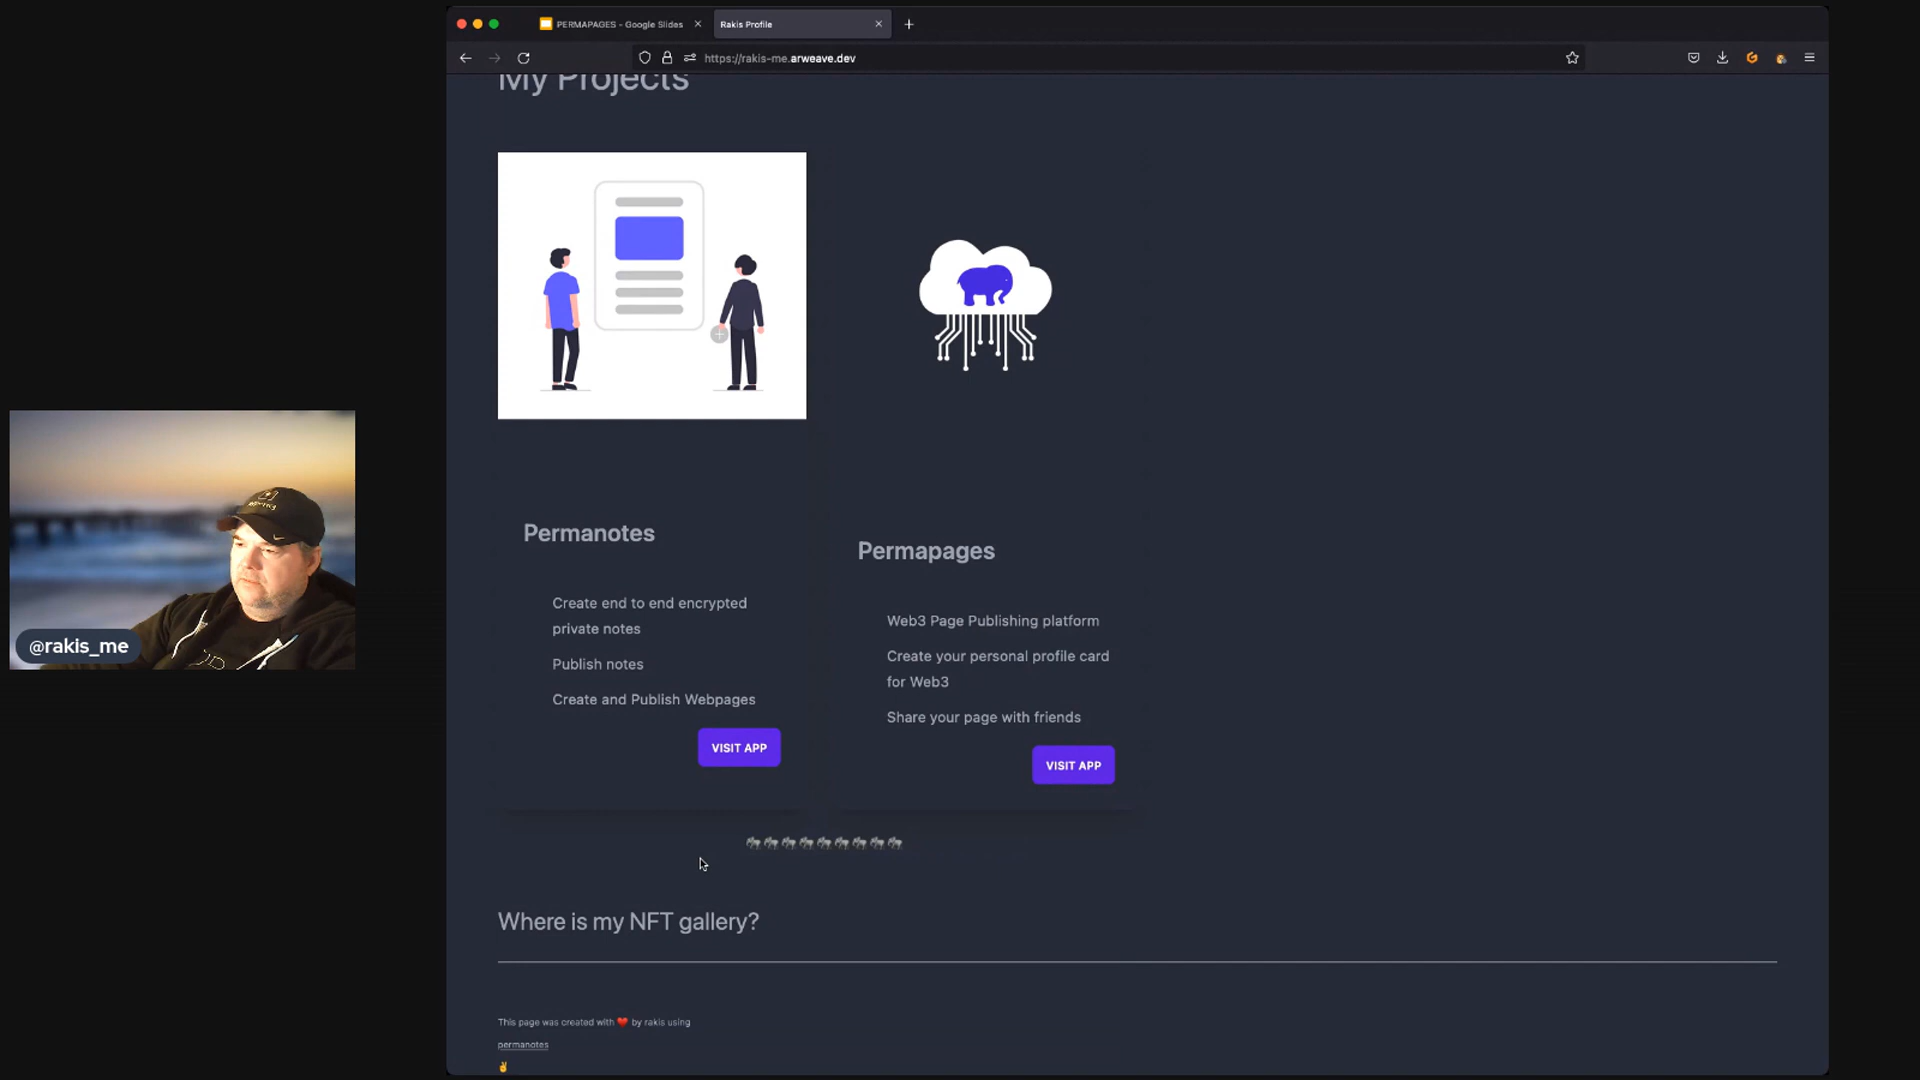 PERMAPAGES - Google Slides
Rakis Profile
https://rakis-me.arweave.dev
My Projects
Permanotes
Create end to end encrypted
private notes
Publish notes
Create and Publish Webpages
VISIT APP
Permapages
Web3 Page Publishing platform
Create your personal profile card
for Web3
Share your page with friends
VISIT APP
@rakis_me
Where is my NFT gallery?
This page was created with ❤️ by rakis using
permanotes